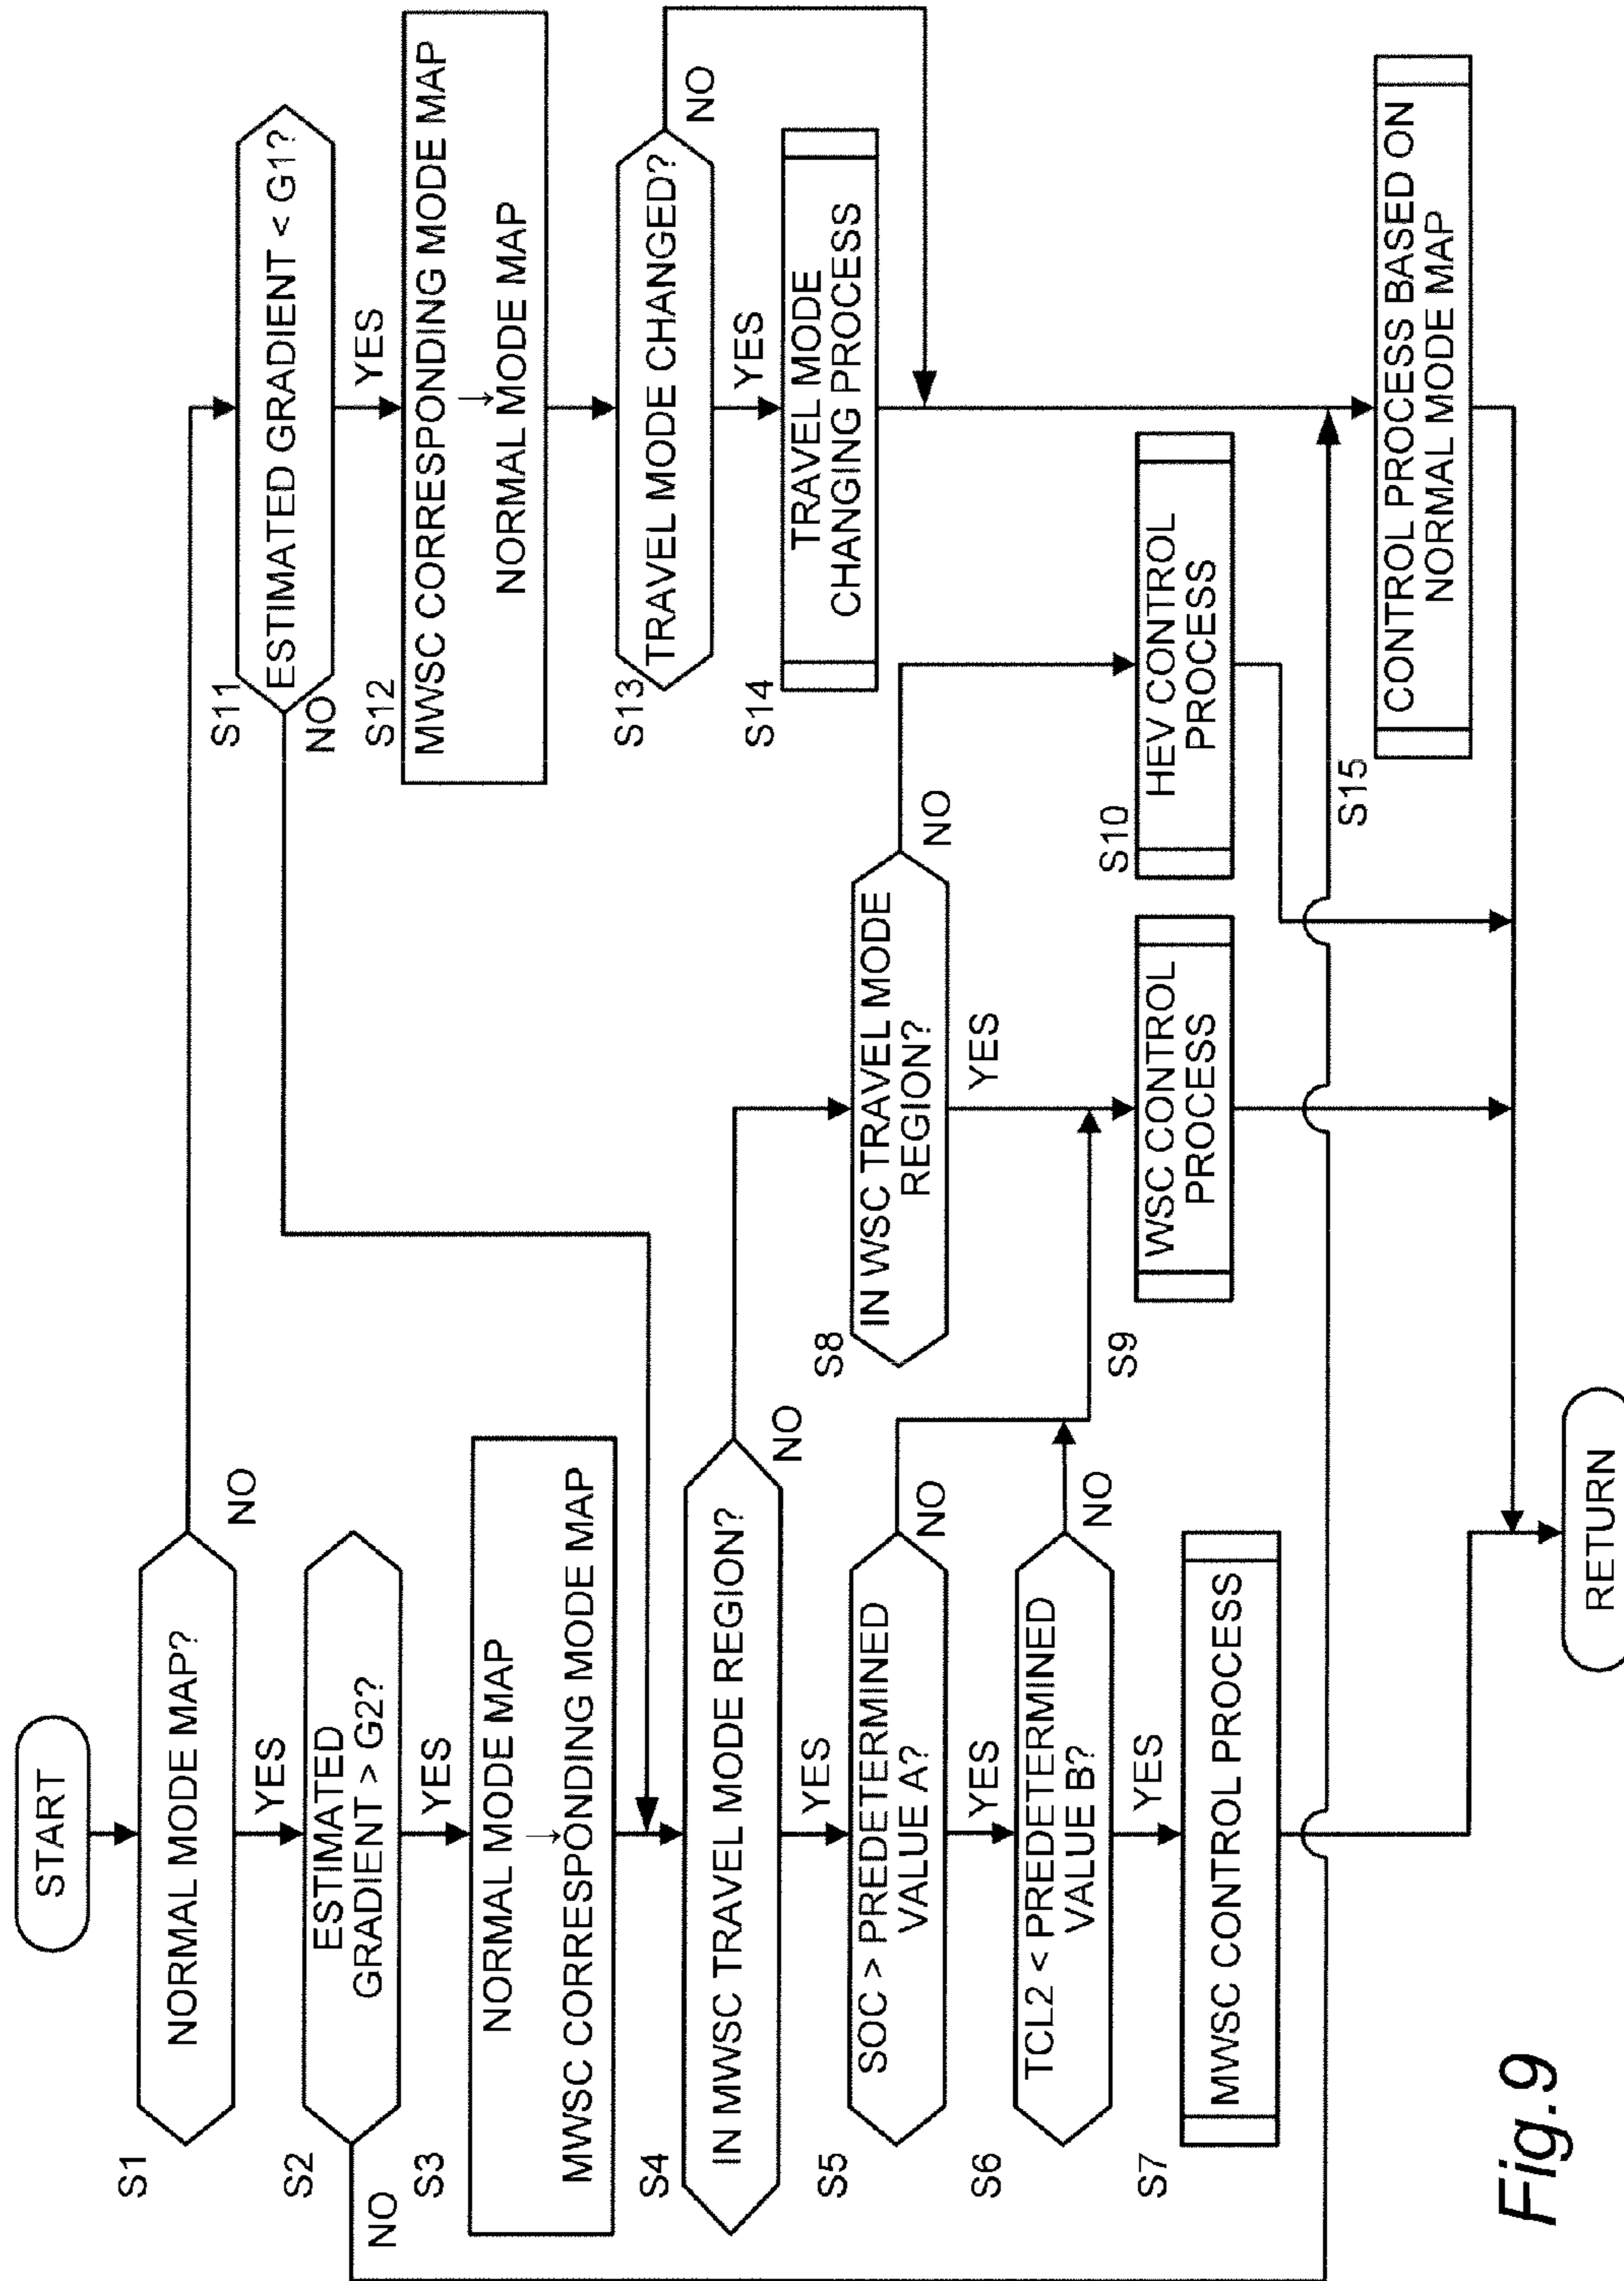 START
S1
NORMAL MODE MAP?
NO
YES
S2
ESTIMATED
GRADIENT > G2?
NO
YES
S3
NORMAL MODE MAP
→
MWSC CORRESPONDING MODE MAP
S4
IN MWSC TRAVEL MODE REGION?
NO
YES
S5
SOC > PREDETERMINED
VALUE A?
NO
YES
S6
TCL2 < PREDETERMINED
VALUE B?
NO
YES
S7
MWSC CONTROL PROCESS
S8
IN WSC TRAVEL MODE
REGION?
NO
YES
S9
WSC CONTROL
PROCESS
S10
HEV CONTROL
PROCESS
S11
ESTIMATED GRADIENT < G1?
NO
YES
S12
MWSC CORRESPONDING MODE MAP
→
NORMAL MODE MAP
S13
TRAVEL MODE CHANGED?
NO
YES
S14
TRAVEL MODE
CHANGING PROCESS
S15
CONTROL PROCESS BASED ON
NORMAL MODE MAP
RETURN
Fig.9